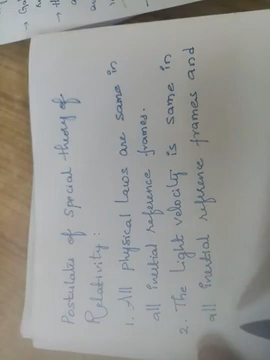 Postulates of special theory of
Relativity:
1. All physical Laws are same in
all inertial reference frames.
2. The Light velocity is same in
all inertial reference frames and